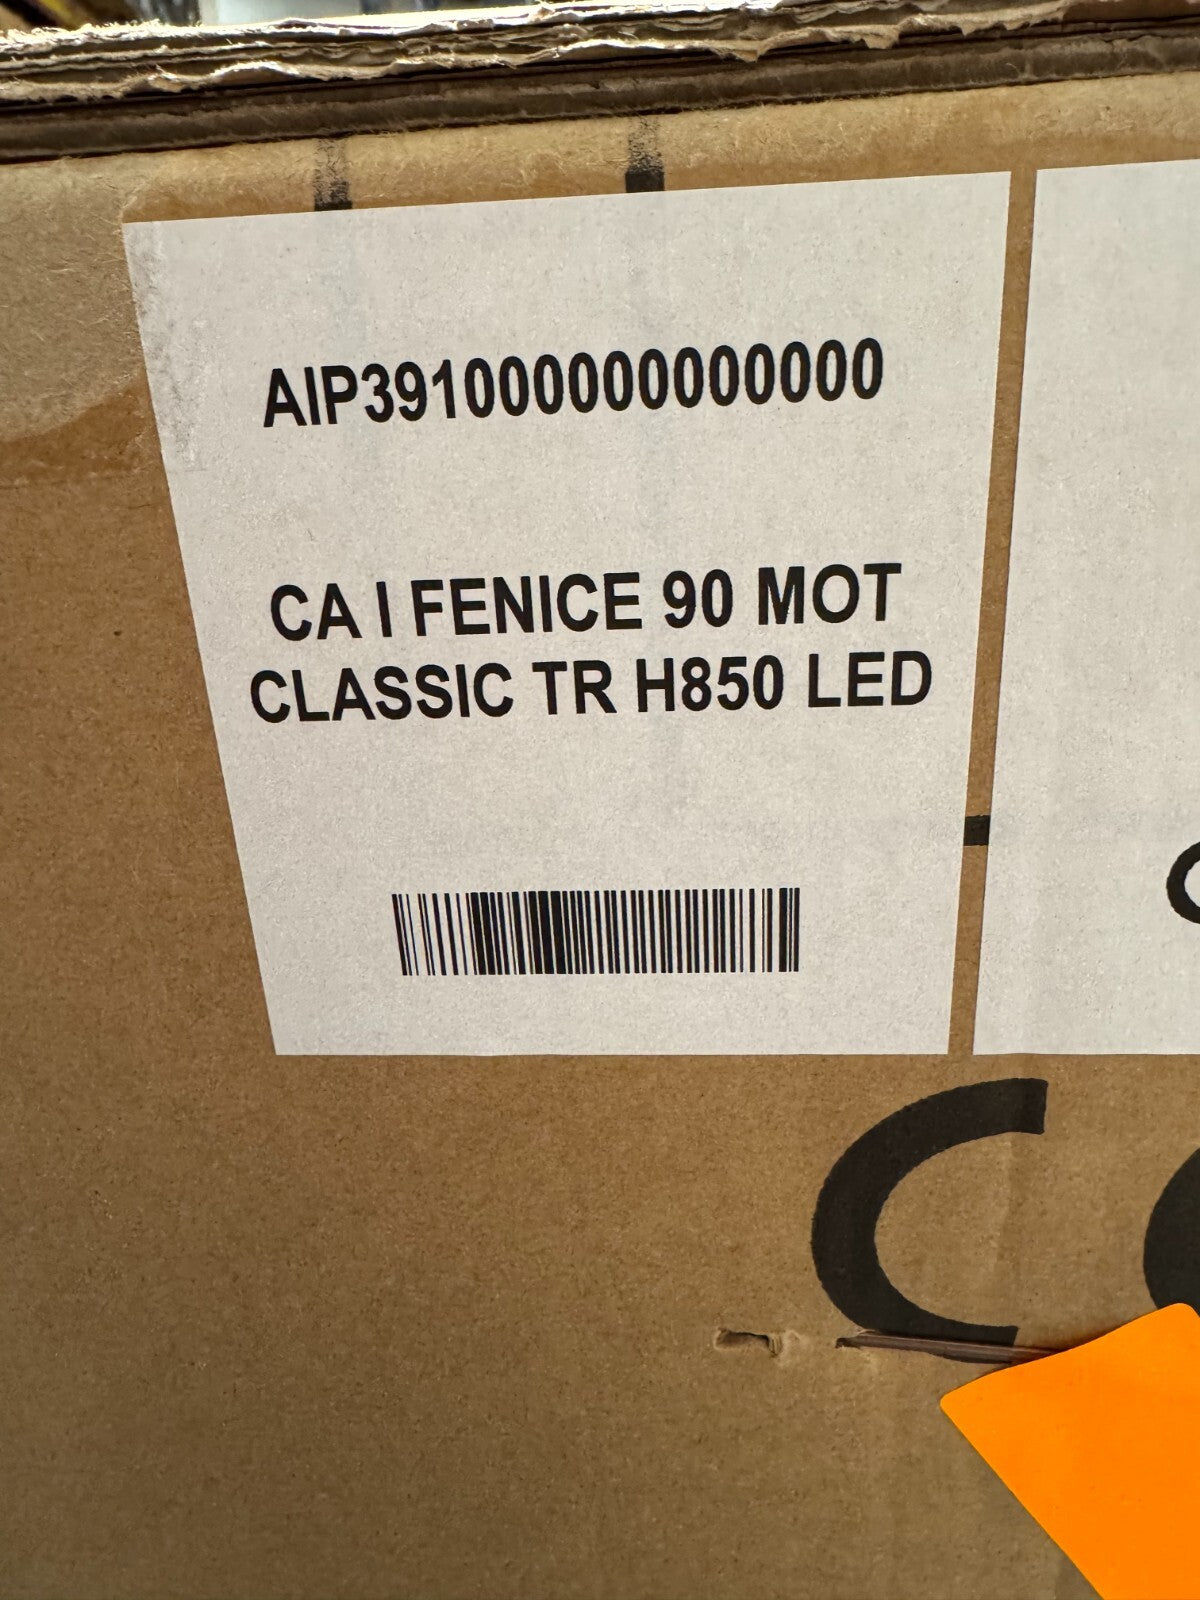 AIP391000000000000
CA I FENICE 90 MOT
CLASSIC TR H850 LED
C